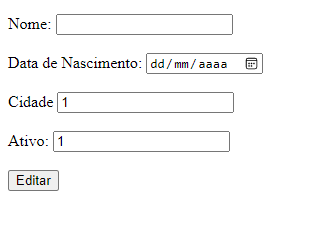 Nome:
Data de Nascimento: dd/mm/aaaa
Cidade 1
Ativo: 1
Editar